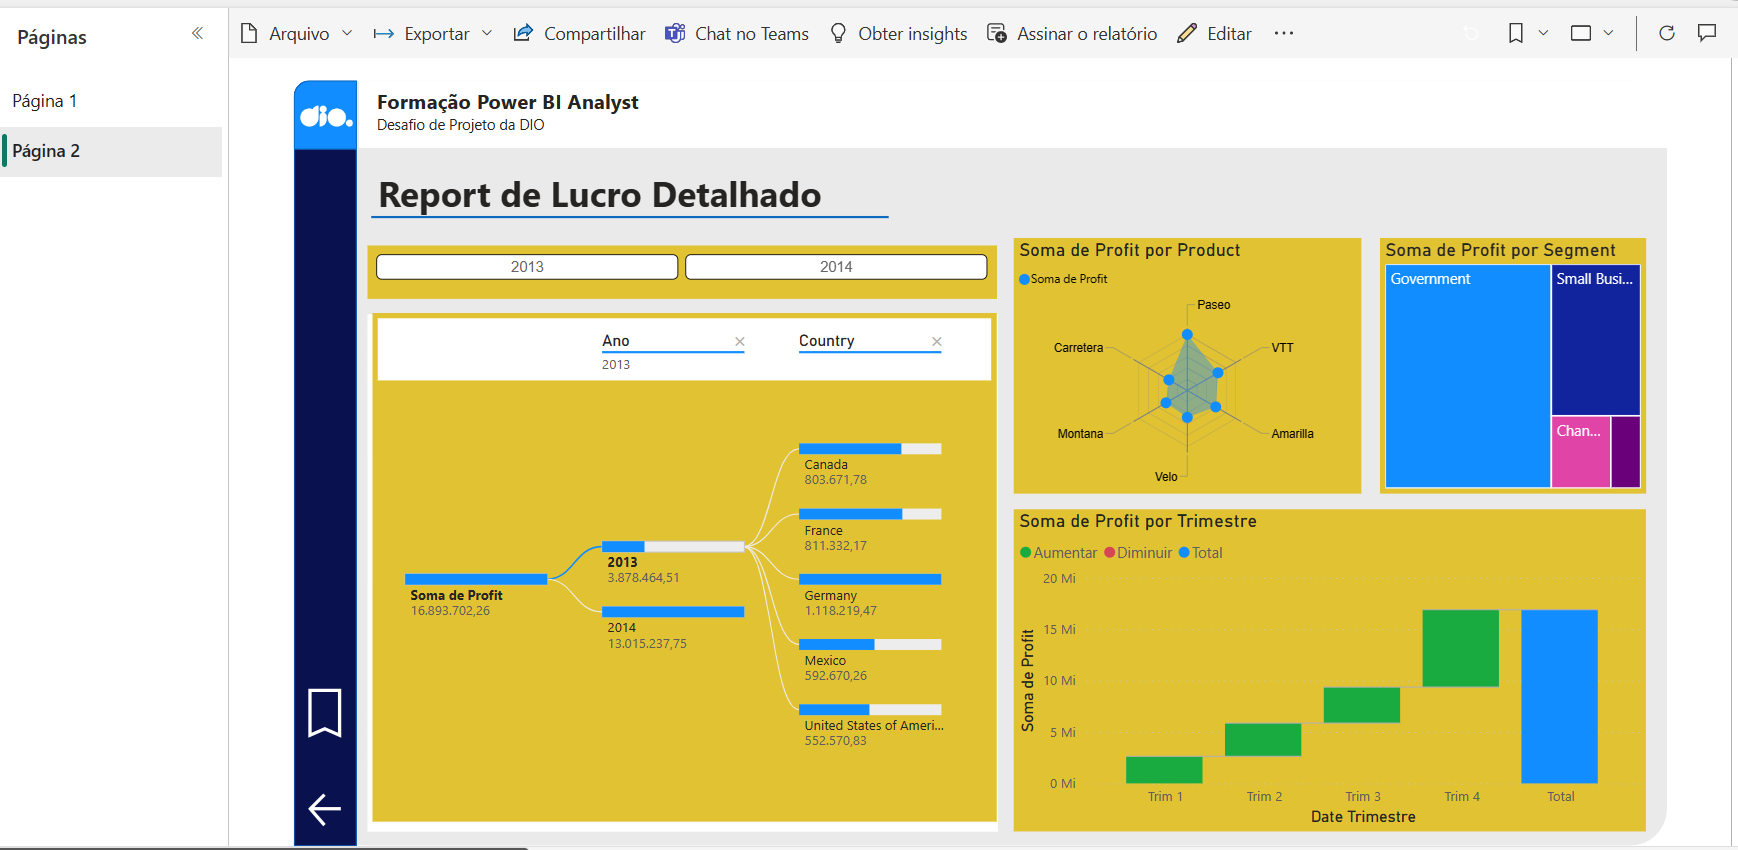 Páginas
Página 1
Página 2
Arquivo
Exportar
Compartilhar
Chat no Teams
Obter insights
Assinar o relatório
Editar
dio.
Formação Power BI Analyst
Desafio de Projeto da DIO
Report de Lucro Detalhado
2013
2014
Ano
2013
Country
Soma de Profit
16.893.702,26
2013
3.878.464,51
2014
13.015.237,75
Canada
803.671,78
France
811.332,17
Germany
1.118.219,47
Mexico
592.670,26
United States of Ameri...
552.570,83
Soma de Profit por Product
Soma de Profit
Paseo
VTT
Amarilla
Velo
Montana
Carretera
Soma de Profit por Segment
Government
Small Busi...
Chan...
Soma de Profit por Trimestre
Aumentar
Diminuir
Total
Soma de Profit
20 Mi
15 Mi
10 Mi
5 Mi
0 Mi
Trim 1
Trim 2
Trim 3
Trim 4
Total
Date Trimestre